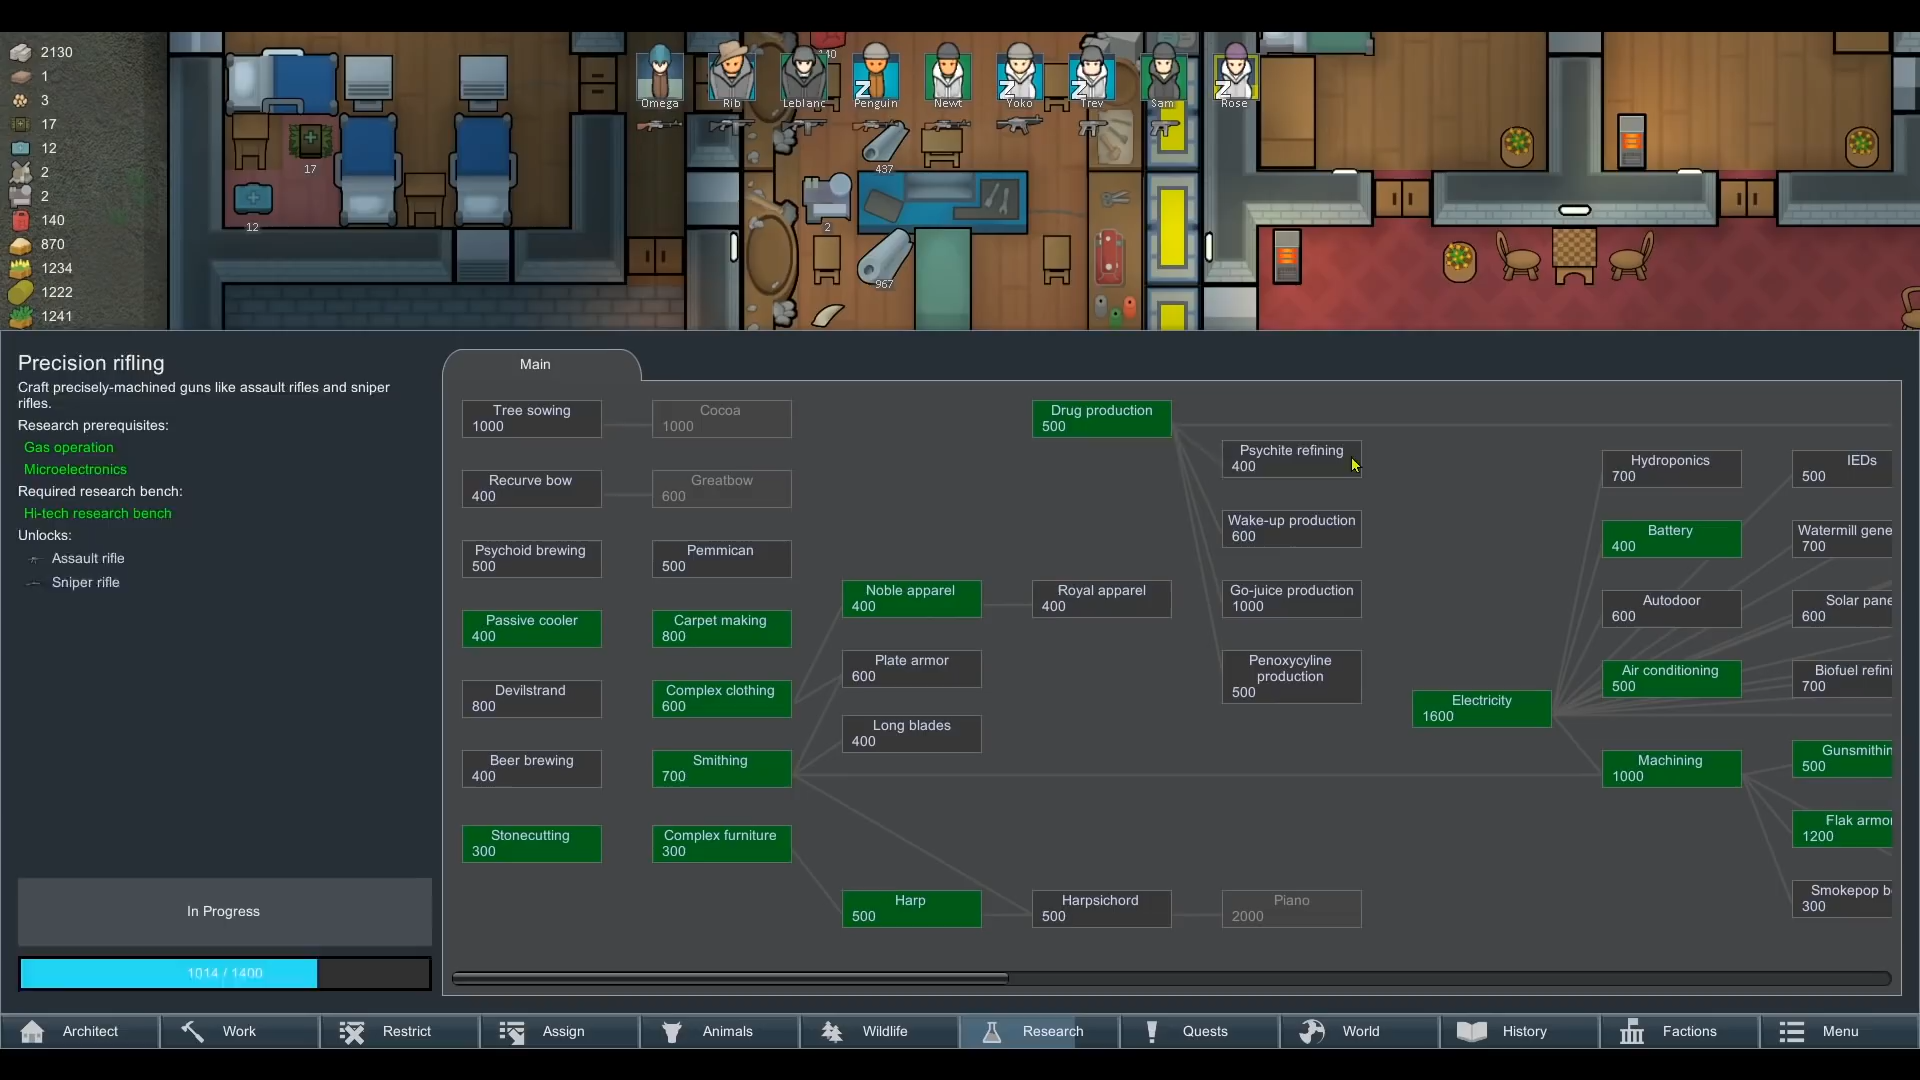 2130
1
3
17
12
2
2
140
870
1234
1222
1241
17
12
Omega
Rib
Leblanc
Penguin
Newt
Yoko
Trev
Sam
Rose
437
2
967
Precision rifling
Craft precisely-machined guns like assault rifles and sniper
rifles.
Research prerequisites:
Gas operation
Microelectronics
Required research bench:
Hi-tech research bench
Unlocks:
Assault rifle
Sniper rifle
In Progress
1014 / 1400
Main
Tree sowing
1000
Cocoa
1000
Drug production
500
Psychite refining
400
Hydroponics
700
IEDs
500
Recurve bow
400
Greatbow
600
Wake-up production
600
Battery
400
Watermill gene
700
Psychoid brewing
500
Pemmican
500
Noble apparel
400
Royal apparel
400
Go-juice production
1000
Autodoor
600
Solar pane
600
Passive cooler
400
Carpet making
800
Plate armor
600
Penoxycyline
production
500
Air conditioning
500
Biofuel refini
700
Devilstrand
800
Complex clothing
600
Long blades
400
Electricity
1600
Beer brewing
400
Smithing
700
Machining
1000
Gunsmithin
500
Stonecutting
300
Complex furniture
300
Flak armor
1200
Harp
500
Harpsichord
500
Piano
2000
Smokepop b
300
Architect
Work
Restrict
Assign
Animals
Wildlife
Research
Quests
World
History
Factions
Menu